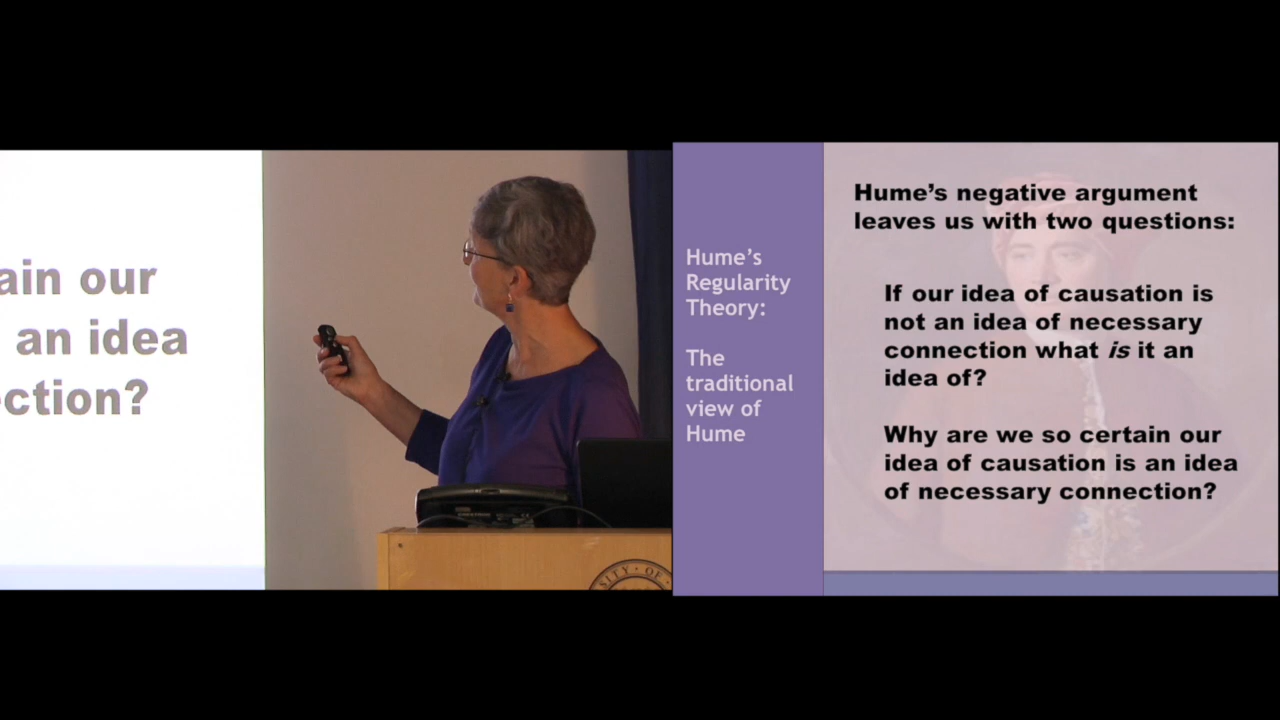 ain our
an idea
ction?
SITY · OF
Hume's
Regularity
Theory:
The
traditional
view of
Hume
Hume's negative argument
leaves us with two questions:
If our idea of causation is
not an idea of necessary
connection what is it an
idea of?
Why are we so certain our
idea of causation is an idea
of necessary connection?